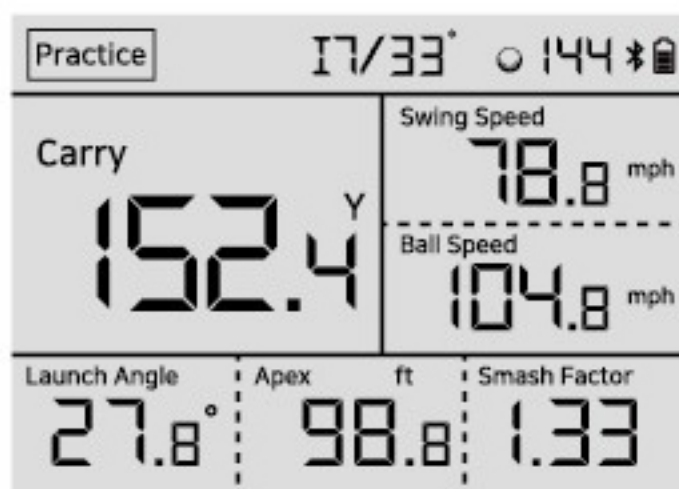 Practice I7/33° 144
Carry
152.4 Y
Swing Speed
78.8 mph
Ball Speed
104.8 mph
Launch Angle
27.8°
Apex ft
98.8
Smash Factor
1.33